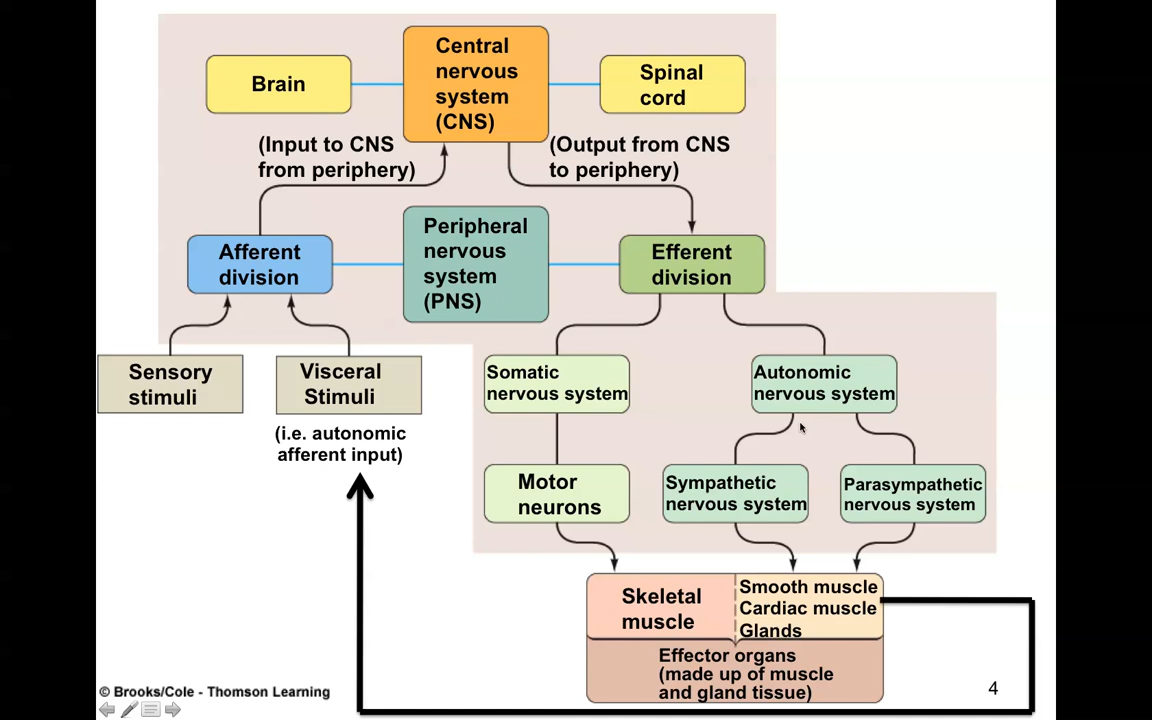 Brain
Central
nervous
system
(CNS)
Spinal
cord
(Input to CNS
from periphery)
(Output from CNS
to periphery)
Afferent
division
Peripheral
nervous
system
(PNS)
Efferent
division
Sensory
stimuli
Visceral
Stimuli
(i.e. autonomic
afferent input)
Somatic
nervous system
Autonomic
nervous system
Motor
neurons
Sympathetic
nervous system
Parasympathetic
nervous system
Skeletal
muscle
Smooth muscle
Cardiac muscle
Glands
Effector organs
(made up of muscle
and gland tissue)
© Brooks/Cole - Thomson Learning
4